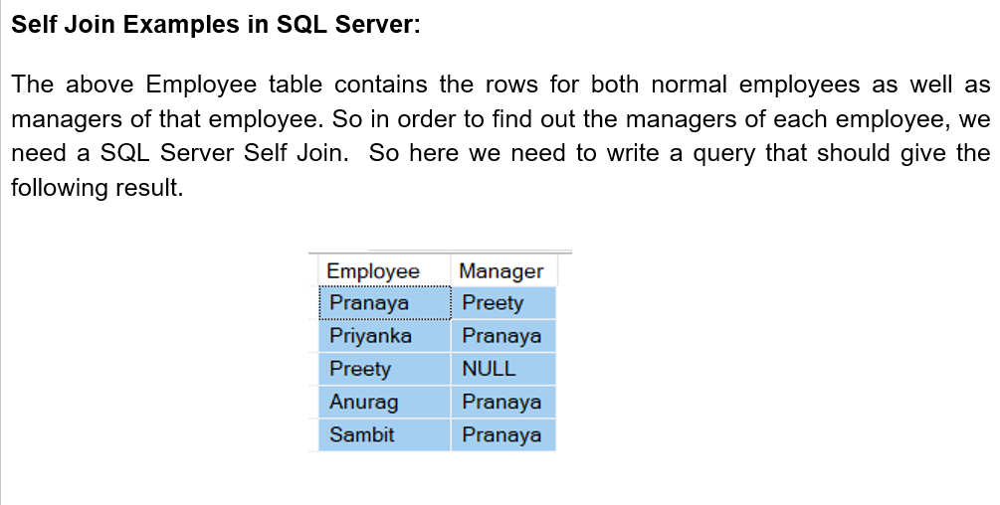 Self Join Examples in SQL Server:
The above Employee table contains the rows for both normal employees as well as
managers of that employee. So in order to find out the managers of each employee, we
need a SQL Server Self Join.  So here we need to write a query that should give the
following result.
Employee Manager
Pranaya Preety
Priyanka Pranaya
Preety NULL
Anurag Pranaya
Sambit Pranaya